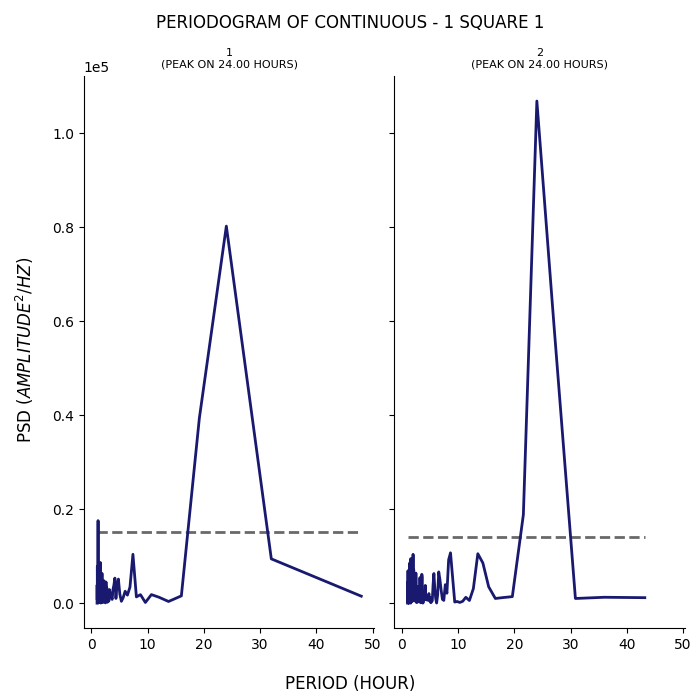 PERIODOGRAM OF CONTINUOUS - 1 SQUARE 1
1
(PEAK ON 24.00 HOURS)
2
(PEAK ON 24.00 HOURS)
1e5
1.0
0.8
0.6
0.4
0.2
0.0
PSD (AMPLITUDE²/HZ)
0 10 20 30 40 50
0 10 20 30 40 50
PERIOD (HOUR)